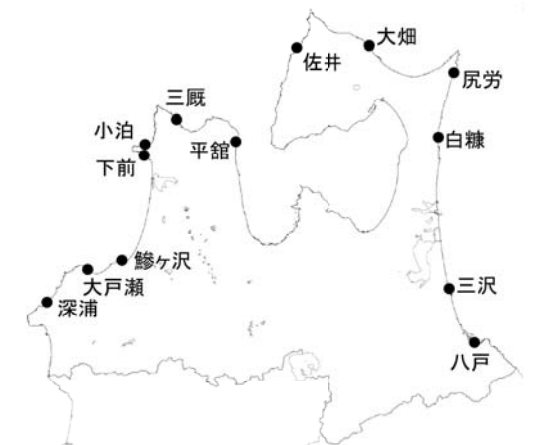 大畑
佐井
尻労
三厩
小泊
平舘
白糠
下前
鰺ヶ沢
大戸瀬
三沢
深浦
八戸